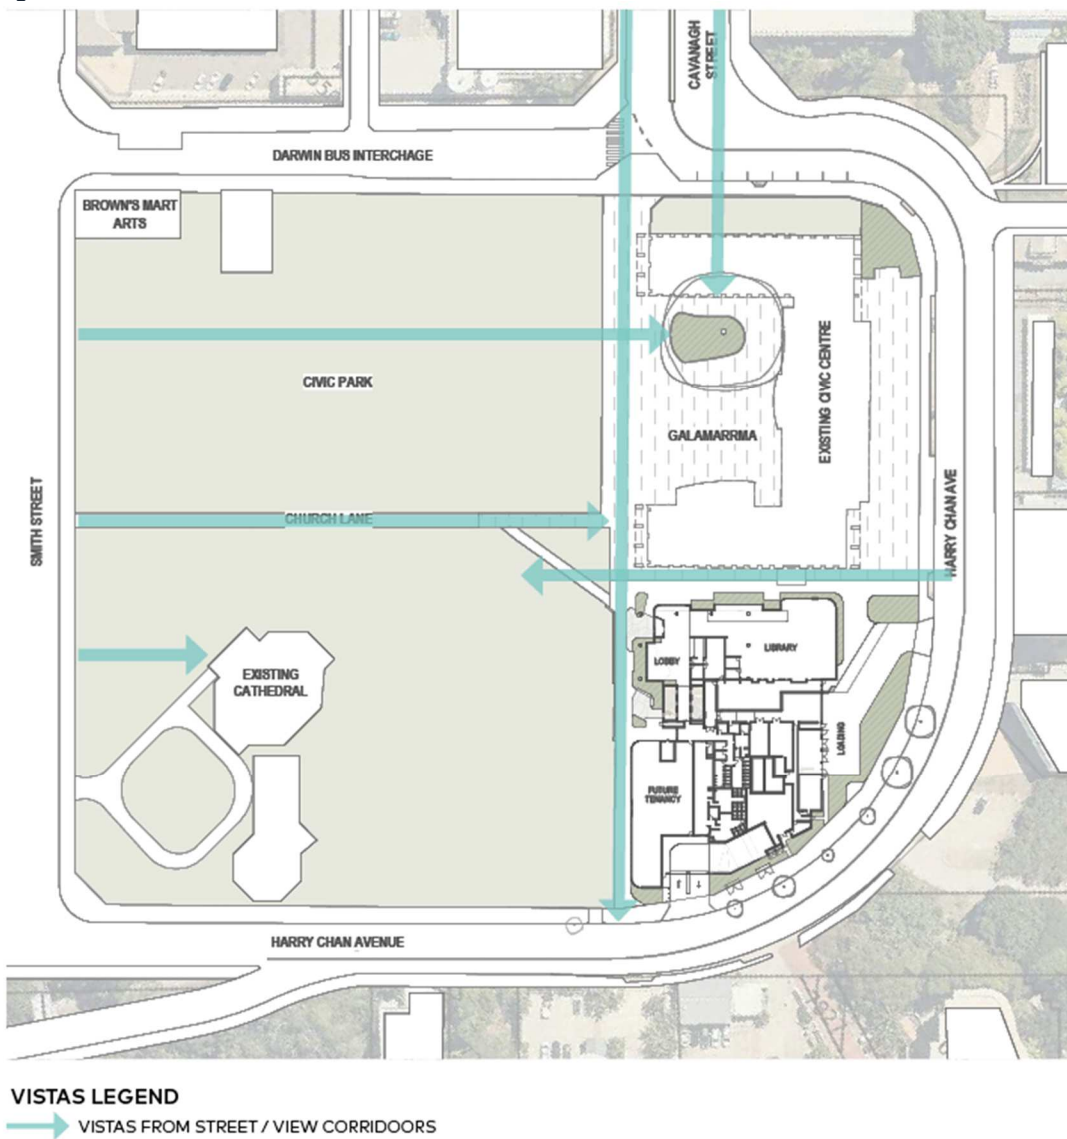 CAVANAGH
STREET
DARWIN BUS INTERCHAGE
BROWN'S MART
ARTS
CIVIC PARK
GALAMARRMA
EXISTING CIVIC CENTRE
SMITH STREET
CHURCH LANE
HARRY CHAN AVE
EXISTING
CATHEDRAL
LOBBY
LIBRARY
LOADING
FUTURE
TENANCY
HARRY CHAN AVENUE
VISTAS LEGEND
VISTAS FROM STREET / VIEW CORRIDOORS